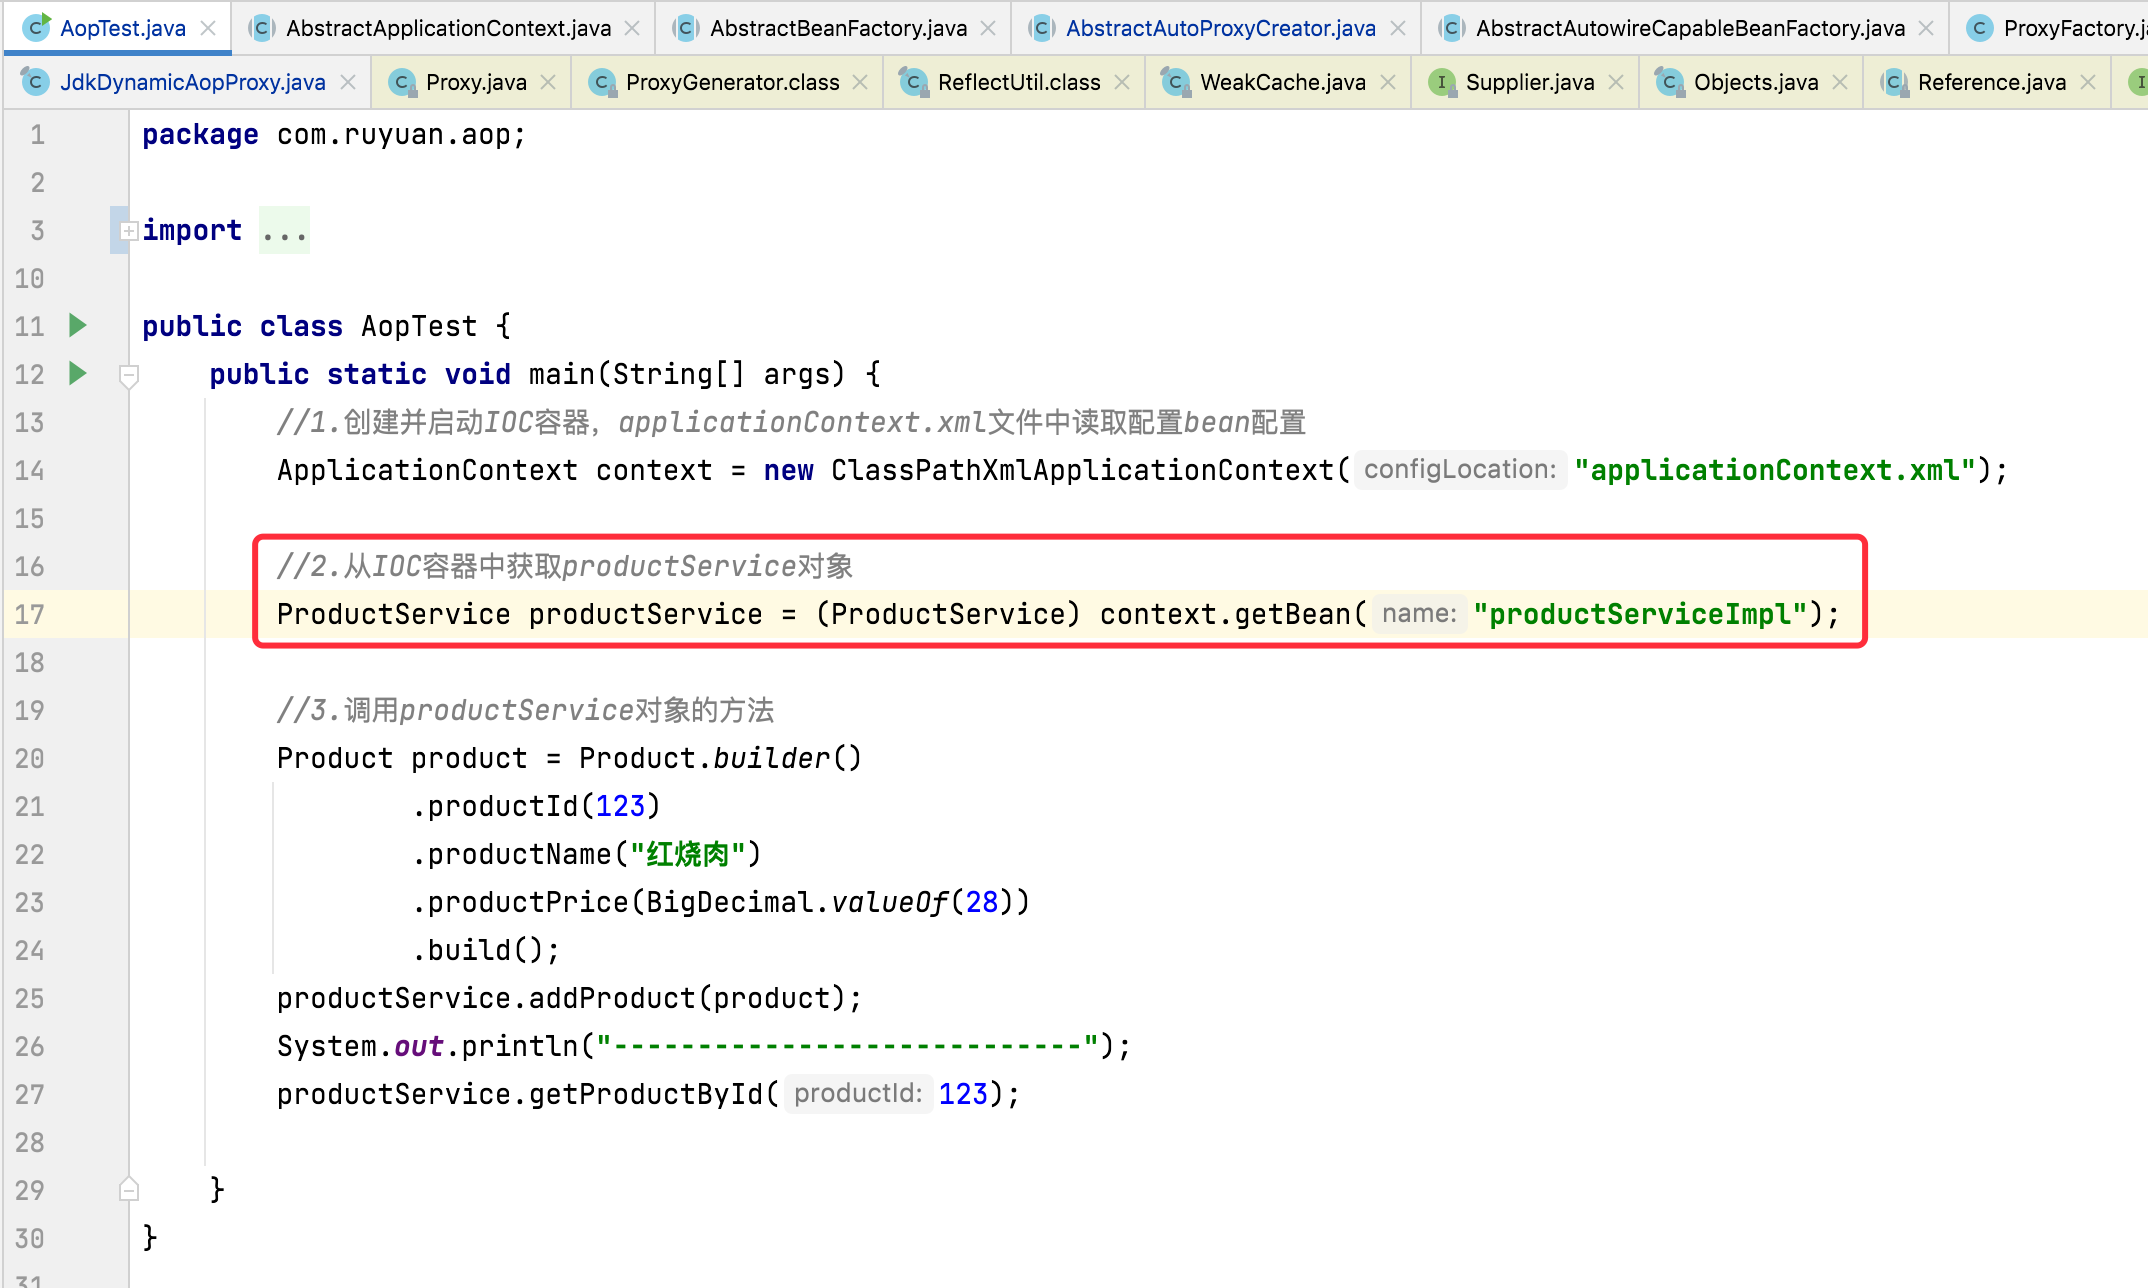 AopTest.java AbstractApplicationContext.java AbstractBeanFactory.java AbstractAutoProxyCreator.java AbstractAutowireCapableBeanFactory.java ProxyFactory.j
JdkDynamicAopProxy.java Proxy.java ProxyGenerator.class ReflectUtil.class WeakCache.java Supplier.java Objects.java Reference.java
1 package com.ruyuan.aop;
2
3 import ...
10
11 public class AopTest {
12 public static void main(String[] args) {
13 //1.创建并启动IOC容器，applicationContext.xml文件中读取配置bean配置
14 ApplicationContext context = new ClassPathXmlApplicationContext( configLocation: "applicationContext.xml");
15
16 //2.从IOC容器中获取productService对象
17 ProductService productService = (ProductService) context.getBean( name: "productServiceImpl");
18
19 //3.调用productService对象的方法
20 Product product = Product.builder()
21 .productId(123)
22 .productName("红烧肉")
23 .productPrice(BigDecimal.valueOf(28))
24 .build();
25 productService.addProduct(product);
26 System.out.println("----------------------------");
27 productService.getProductById( productId: 123);
28
29 }
30 }
31